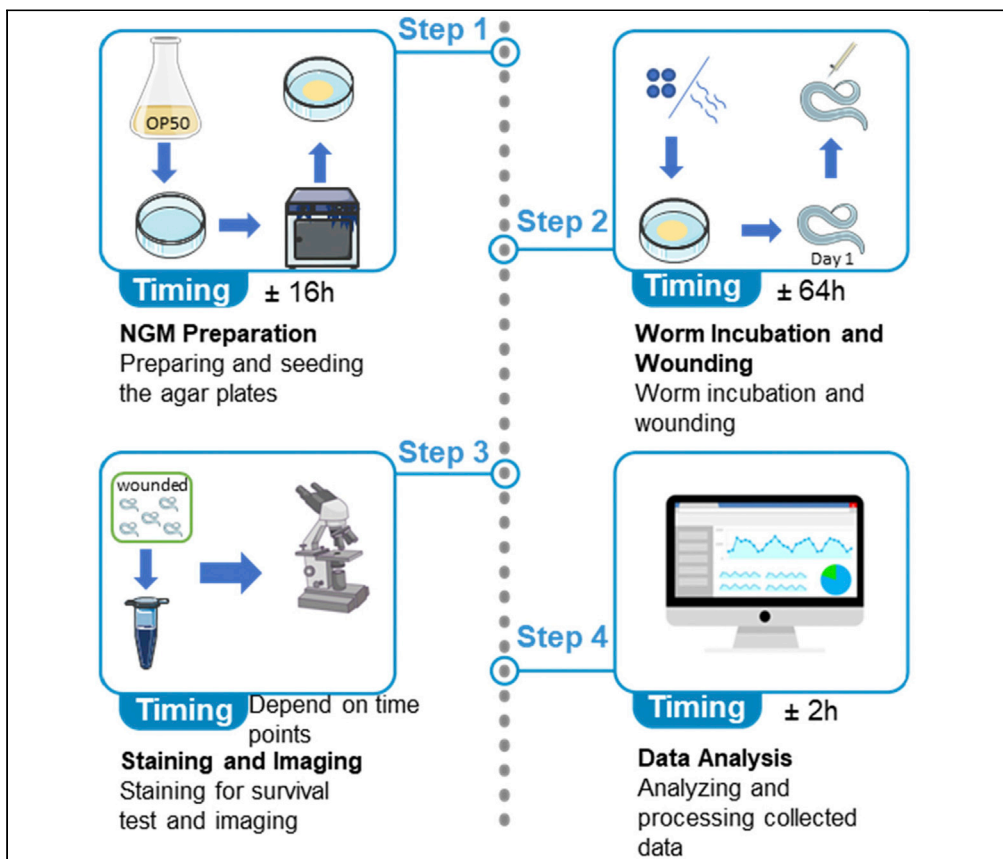 Step 1
OP50
Timing ± 16h
NGM Preparation
Preparing and seeding
the agar plates
Step 2
Day 1
Timing ± 64h
Worm Incubation and
Wounding
Worm incubation and
wounding
Step 3
wounded
Timing Depend on time
points
Staining and Imaging
Staining for survival
test and imaging
Step 4
Timing ± 2h
Data Analysis
Analyzing and
processing collected
data